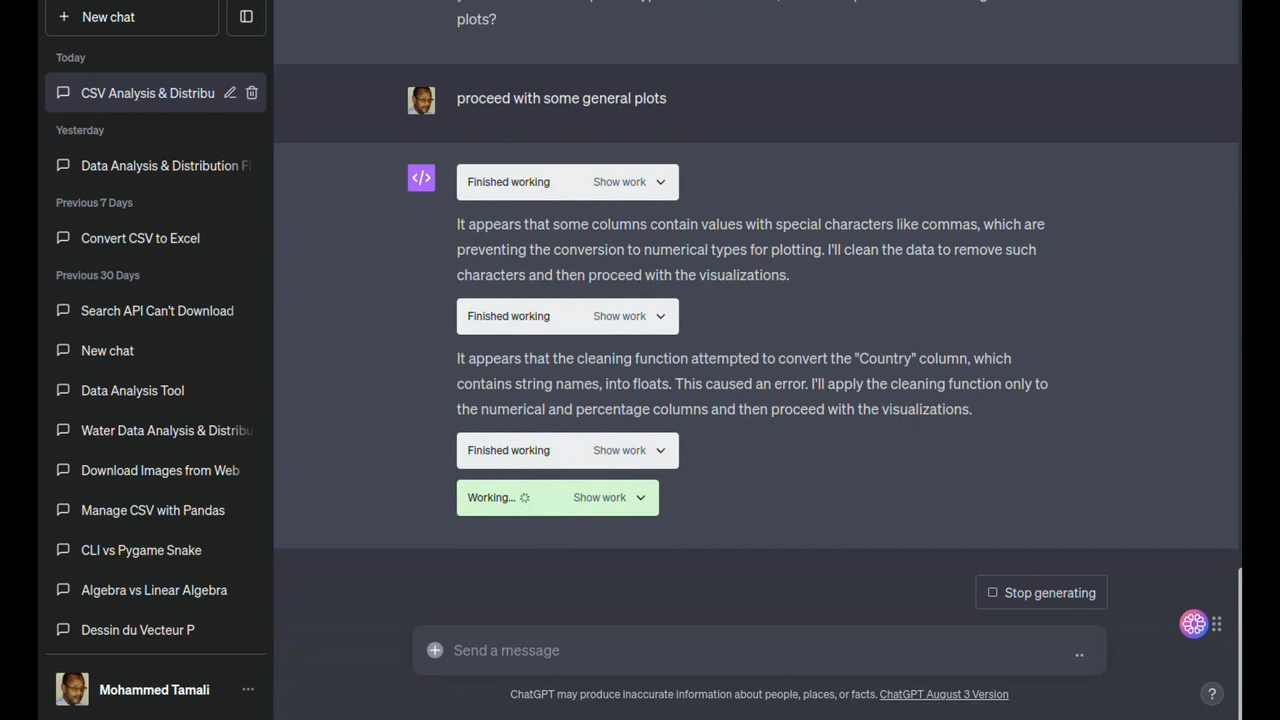 New chat
Today
CSV Analysis & Distribu
Yesterday
Data Analysis & Distribution Fi
Previous 7 Days
Convert CSV to Excel
Previous 30 Days
Search API Can't Download
New chat
Data Analysis Tool
Water Data Analysis & Distribu
Download Images from Web
Manage CSV with Pandas
CLI vs Pygame Snake
Algebra vs Linear Algebra
Dessin du Vecteur P
Mohammed Tamali
plots?
proceed with some general plots
Finished working Show work
It appears that some columns contain values with special characters like commas, which are
preventing the conversion to numerical types for plotting. I'll clean the data to remove such
characters and then proceed with the visualizations.
Finished working Show work
It appears that the cleaning function attempted to convert the "Country" column, which
contains string names, into floats. This caused an error. I'll apply the cleaning function only to
the numerical and percentage columns and then proceed with the visualizations.
Finished working Show work
Working... Show work
Stop generating
Send a message
ChatGPT may produce inaccurate information about people, places, or facts. ChatGPT August 3 Version
?